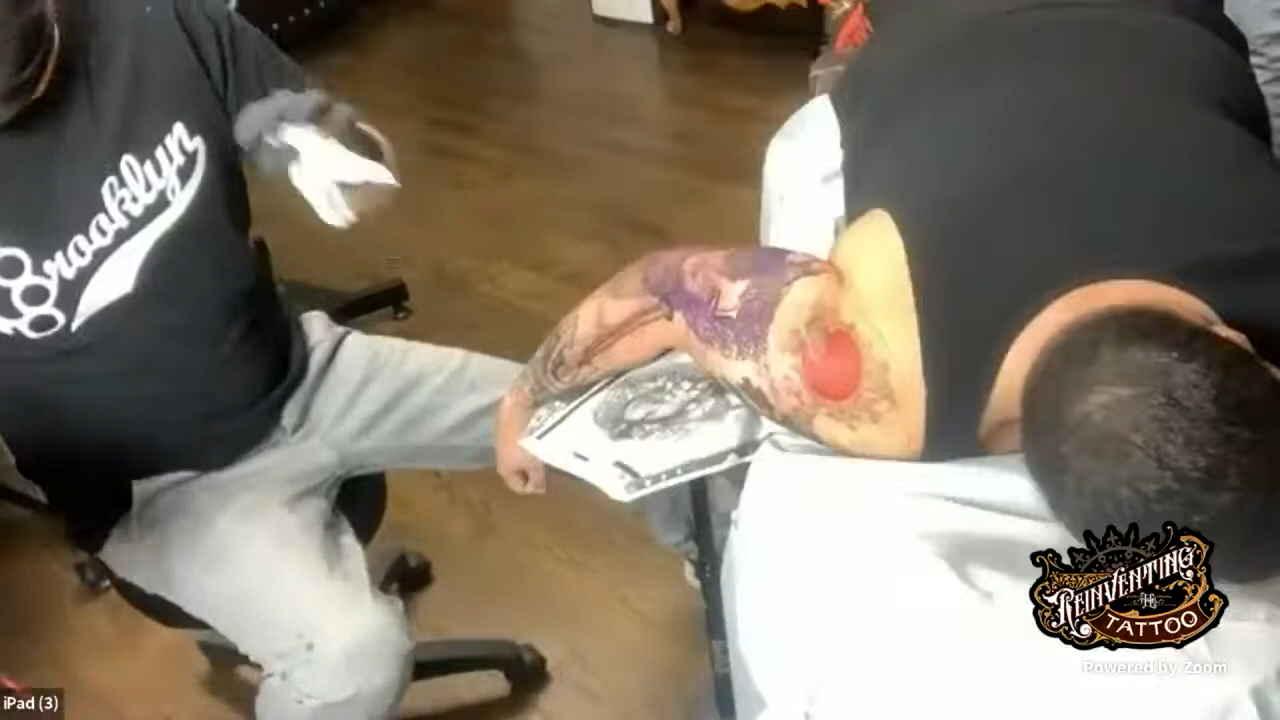 Brooklyn
REINVENTING
THE
TATTOO
Powered by Zoom
iPad (3)